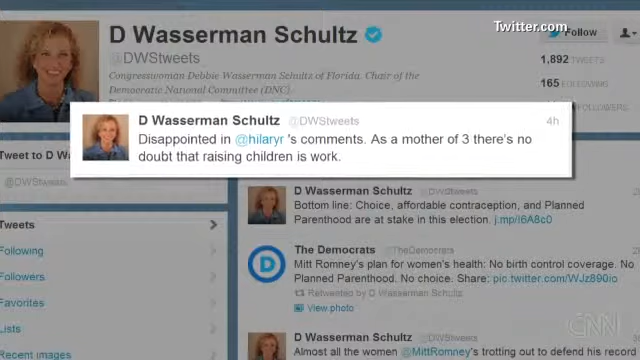 Twitter.com
D Wasserman Schultz
@DWSTweets
Congresswoman Debbie Wasserman Schultz of Florida. Chair of the
Democratic National Committee (DNC).
Follow
1,892 TWEETS
165 FOLLOWING
FOLLOWERS
D Wasserman Schultz @DWStweets 4h
Disappointed in @hilaryr 's comments. As a mother of 3 there's no
doubt that raising children is work.
Tweet to D Wa
@DWStweets
Tweets
Following
Followers
Favorites
Lists
Recent images
D Wasserman Schultz @DWStweets
Bottom line: Choice, affordable contraception, and Planned
Parenthood are at stake in this election. j.mp/I6A8c0
The Democrats @TheDemocrats
Mitt Romney's plan for women's health: No birth control coverage. No
Planned Parenthood. No choice. Share: pic.twitter.com/WJz890io
Retweeted by D Wasserman Schultz
View photo
D Wasserman Schultz @DWStweets
Almost all the women @MittRomney's trotting out to defend his record
CNN